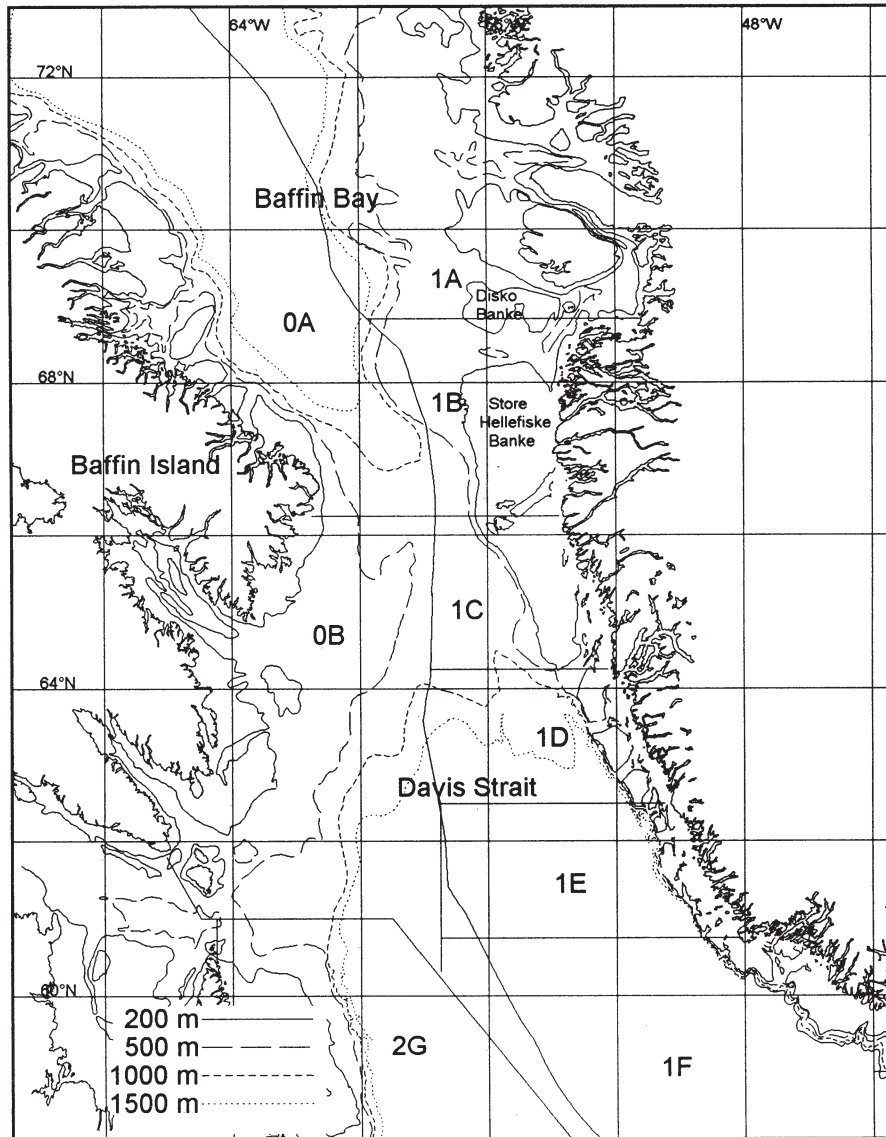 64°W
56°W
48°W
72°N
Baffin Bay
1A
Disko
Banke
0A
68°N
1B
Store
Hellefiske
Banke
Baffin Island
1C
0B
64°N
1D
Davis Strait
1E
60°N
200 m
500 m
1000 m
1500 m
2G
1F